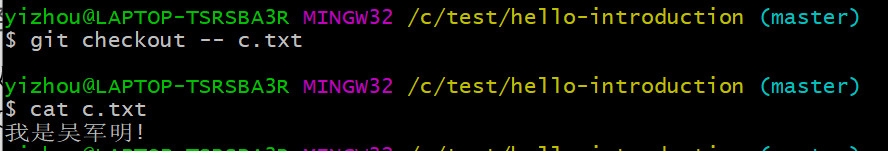 yizhou@LAPTOP-TSRSBA3R MINGW32 /c/test/hello-introduction (master)
$ git checkout -- c.txt
yizhou@LAPTOP-TSRSBA3R MINGW32 /c/test/hello-introduction (master)
$ cat c.txt
我是吴军明!